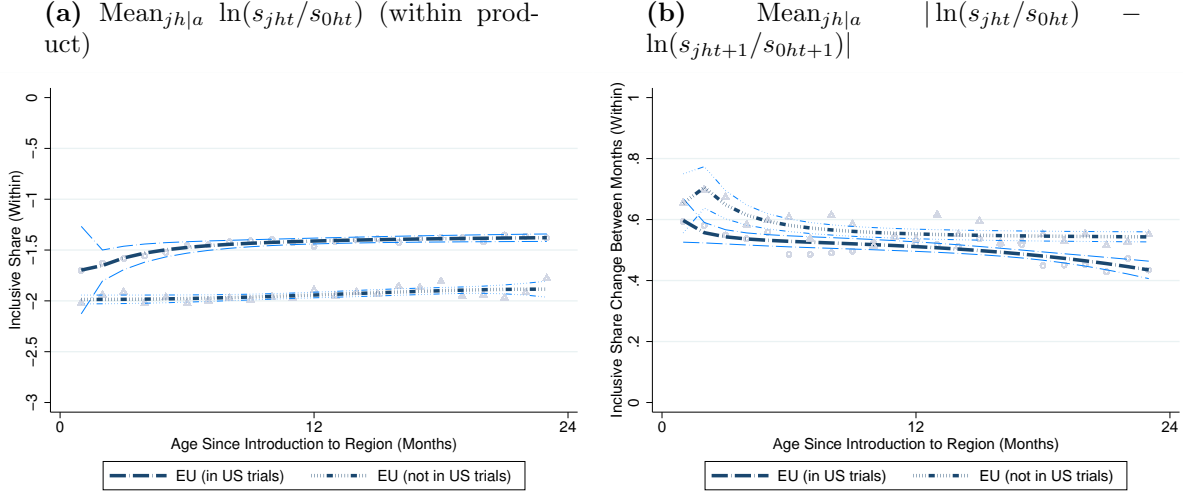 (a) Mean_{jh|a} ln(s_{jht}/s_{0ht}) (within prod-
uct)
Inclusive Share (Within)
0
-.5
-1
-1.5
-2
-2.5
-3
0
12
24
Age Since Introduction to Region (Months)
EU (in US trials)
EU (not in US trials)
(b) Mean_{jh|a} | ln(s_{jht}/s_{0ht}) −
ln(s_{jht+1}/s_{0ht+1})|
Inclusive Share Change Between Months (Within)
1
.8
.6
.4
.2
0
0
12
24
Age Since Introduction to Region (Months)
EU (in US trials)
EU (not in US trials)